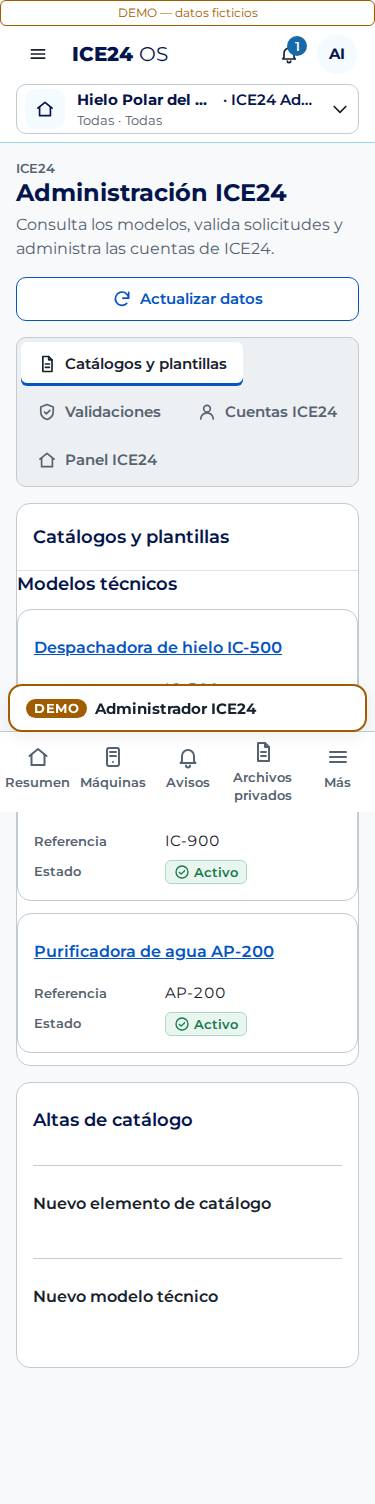 DEMO — datos ficticios
ICE24 OS
1
AI
Hielo Polar del ... · ICE24 Ad...
Todas · Todas
ICE24
Administración ICE24
Consulta los modelos, valida solicitudes y
administra las cuentas de ICE24.
Actualizar datos
Catálogos y plantillas
Validaciones
Cuentas ICE24
Panel ICE24
Catálogos y plantillas
Modelos técnicos
Despachadora de hielo IC-500
DEMO Administrador ICE24
Resumen
Máquinas
Avisos
Archivos
privados
Más
Referencia IC-900
Estado Activo
Purificadora de agua AP-200
Referencia AP-200
Estado Activo
Altas de catálogo
Nuevo elemento de catálogo
Nuevo modelo técnico